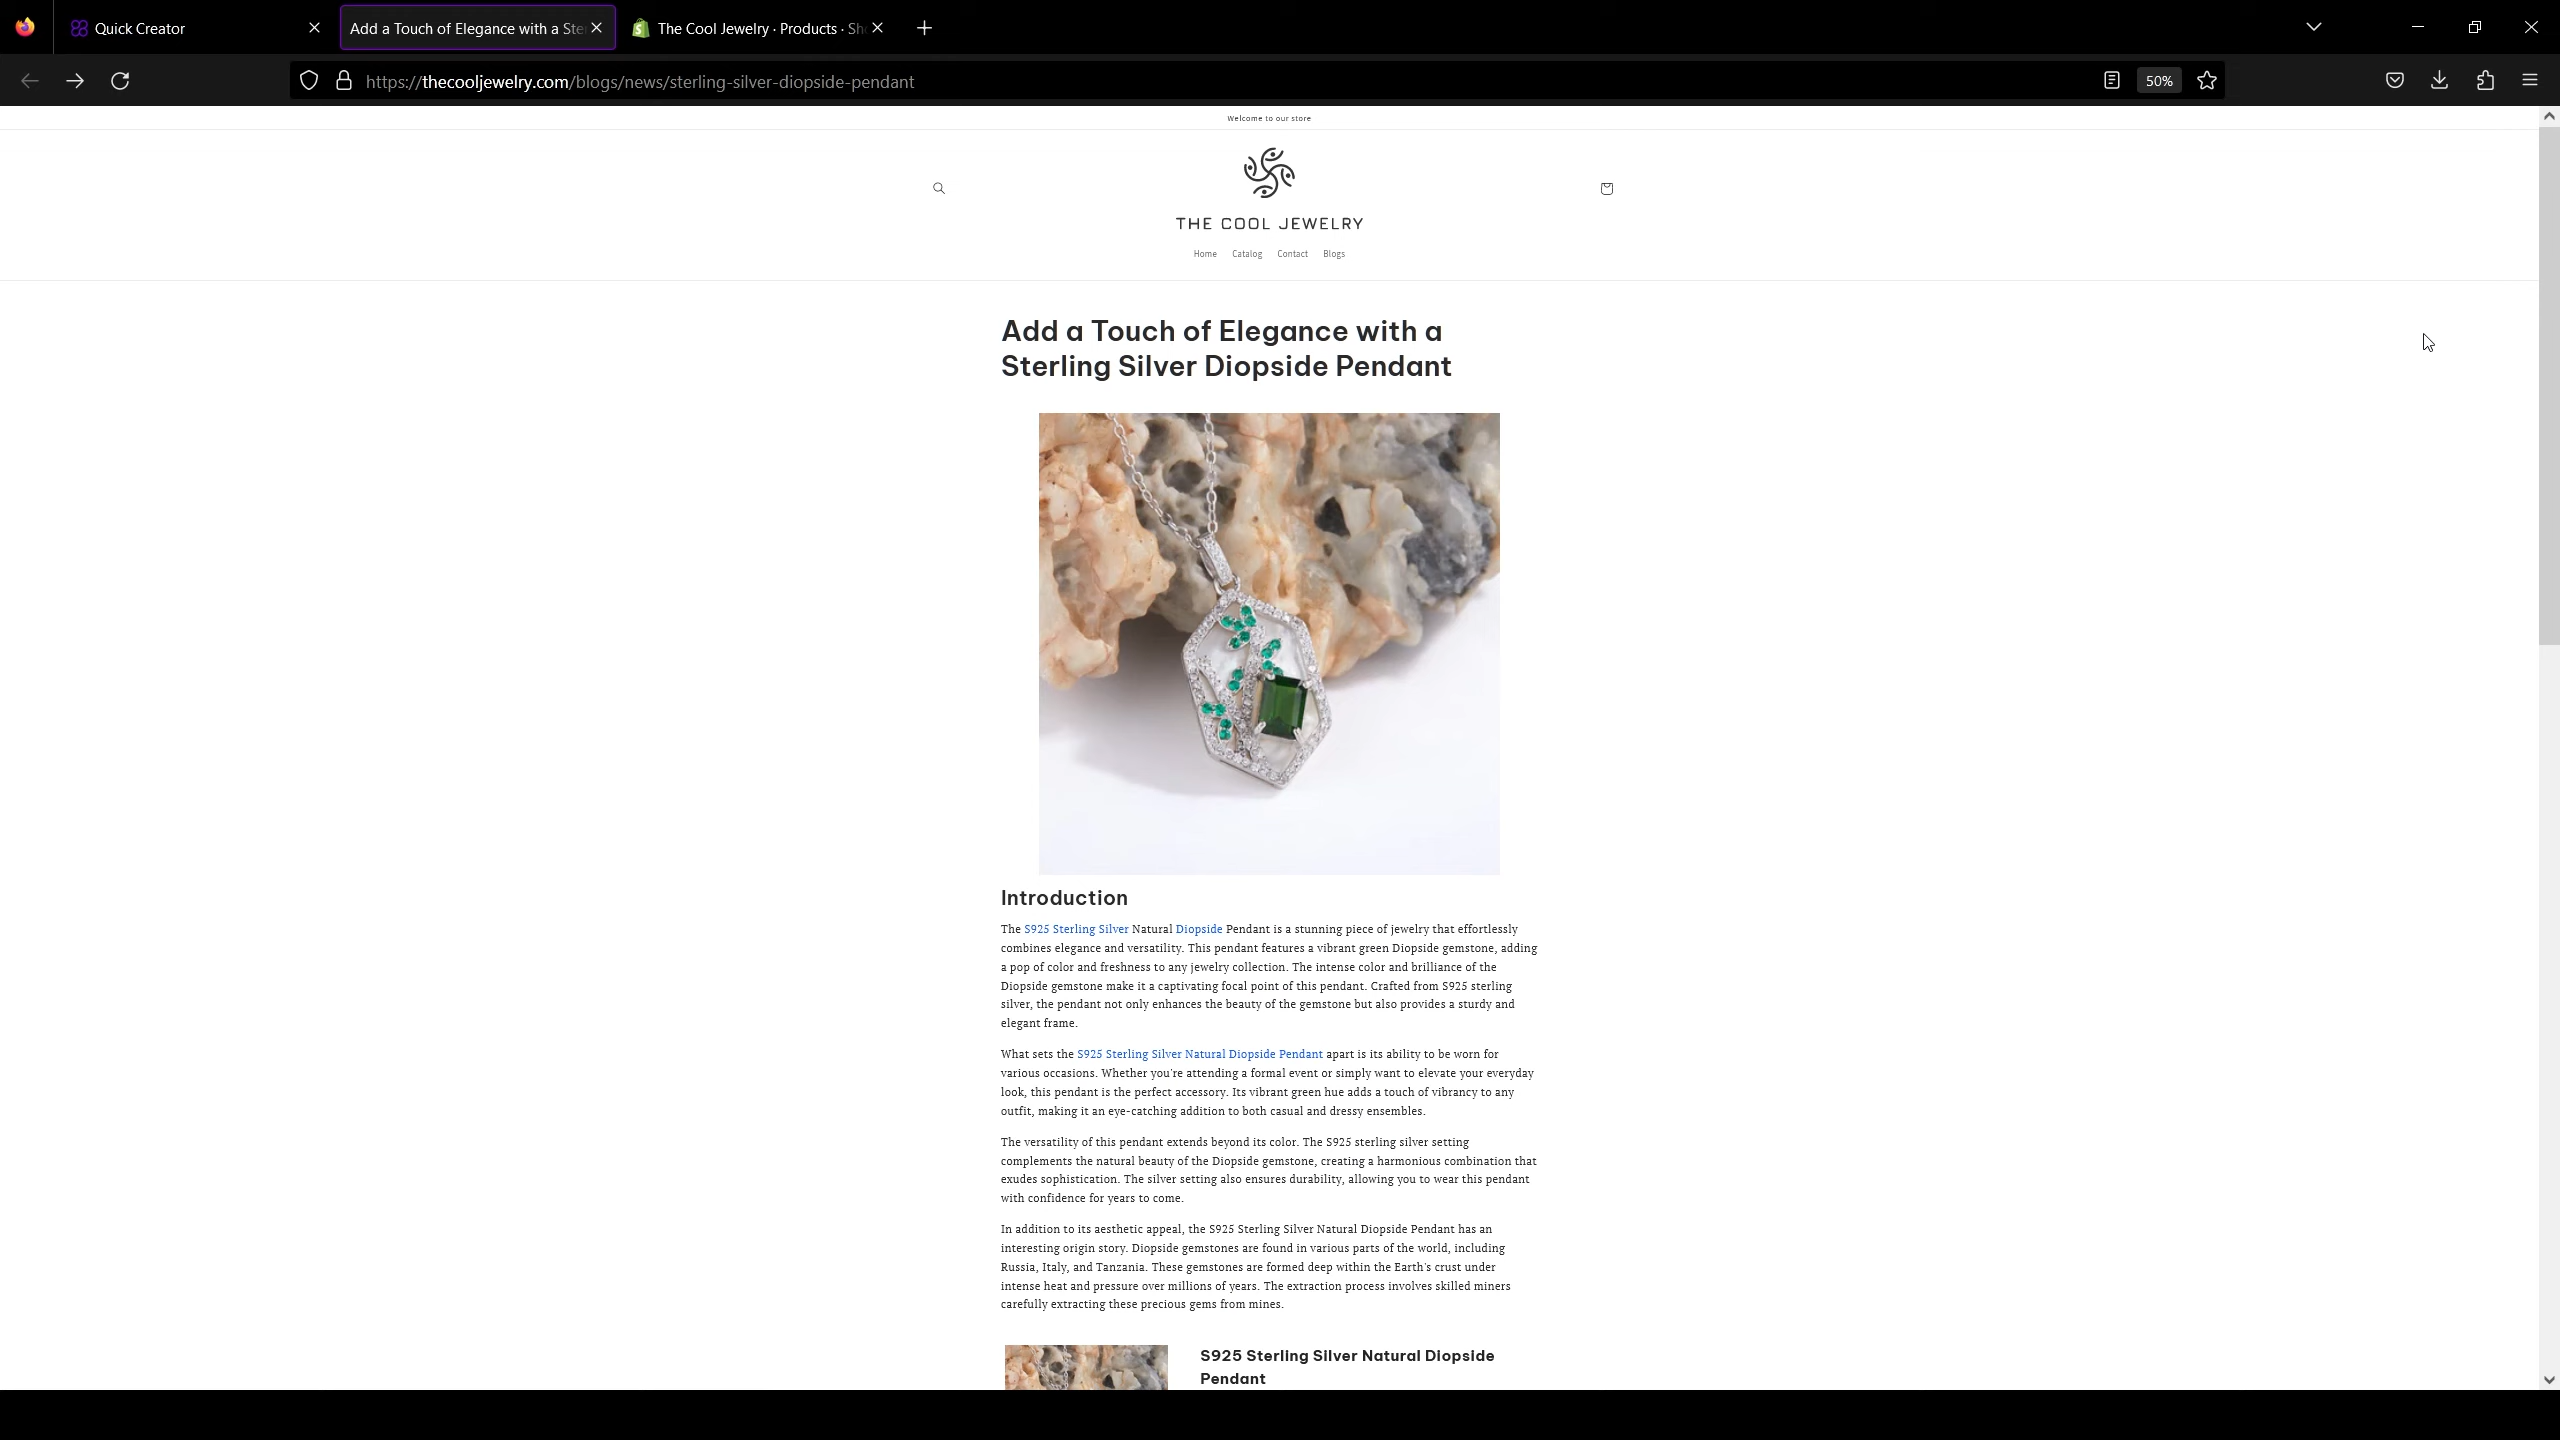 Quick Creator
Add a Touch of Elegance with a Ste
The Cool Jewelry · Products · Sh
https://thecooljewelry.com/blogs/news/sterling-silver-diopside-pendant
50%
Welcome to our store
THE COOL JEWELRY
Home Catalog Contact Blogs
Add a Touch of Elegance with a
Sterling Silver Diopside Pendant
Introduction
The S925 Sterling Silver Natural Diopside Pendant is a stunning piece of jewelry that effortlessly
combines elegance and versatility. This pendant features a vibrant green Diopside gemstone, adding
a pop of color and freshness to any jewelry collection. The intense color and brilliance of the
Diopside gemstone make it a captivating focal point of this pendant. Crafted from S925 sterling
silver, the pendant not only enhances the beauty of the gemstone but also provides a sturdy and
elegant frame.
What sets the S925 Sterling Silver Natural Diopside Pendant apart is its ability to be worn for
various occasions. Whether you're attending a formal event or simply want to elevate your everyday
look, this pendant is the perfect accessory. Its vibrant green hue adds a touch of vibrancy to any
outfit, making it an eye-catching addition to both casual and dressy ensembles.
The versatility of this pendant extends beyond its color. The S925 sterling silver setting
complements the natural beauty of the Diopside gemstone, creating a harmonious combination that
exudes sophistication. The silver setting also ensures durability, allowing you to wear this pendant
with confidence for years to come.
In addition to its aesthetic appeal, the S925 Sterling Silver Natural Diopside Pendant has an
interesting origin story. Diopside gemstones are found in various parts of the world, including
Russia, Italy, and Tanzania. These gemstones are formed deep within the Earth's crust under
intense heat and pressure over millions of years. The extraction process involves skilled miners
carefully extracting these precious gems from mines.
S925 Sterling Silver Natural Diopside
Pendant